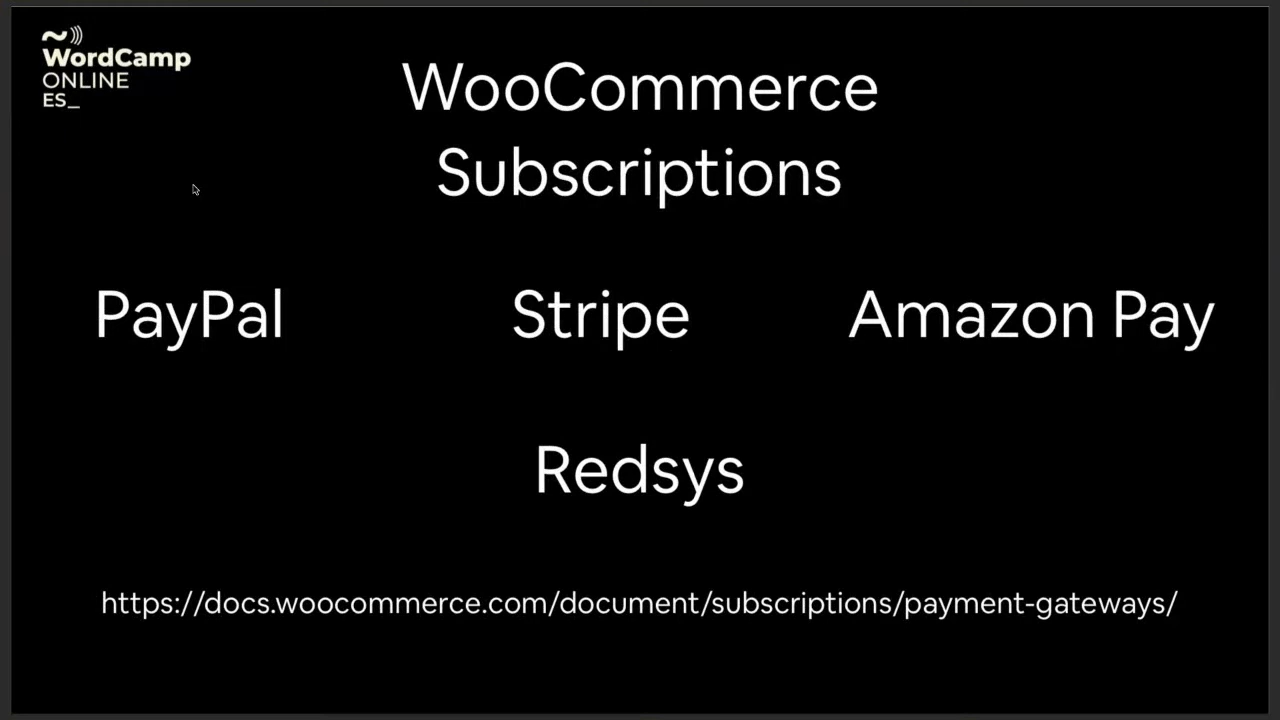 WordCamp
ONLINE
ES_
WooCommerce
Subscriptions
PayPal Stripe Amazon Pay
Redsys
https://docs.woocommerce.com/document/subscriptions/payment-gateways/